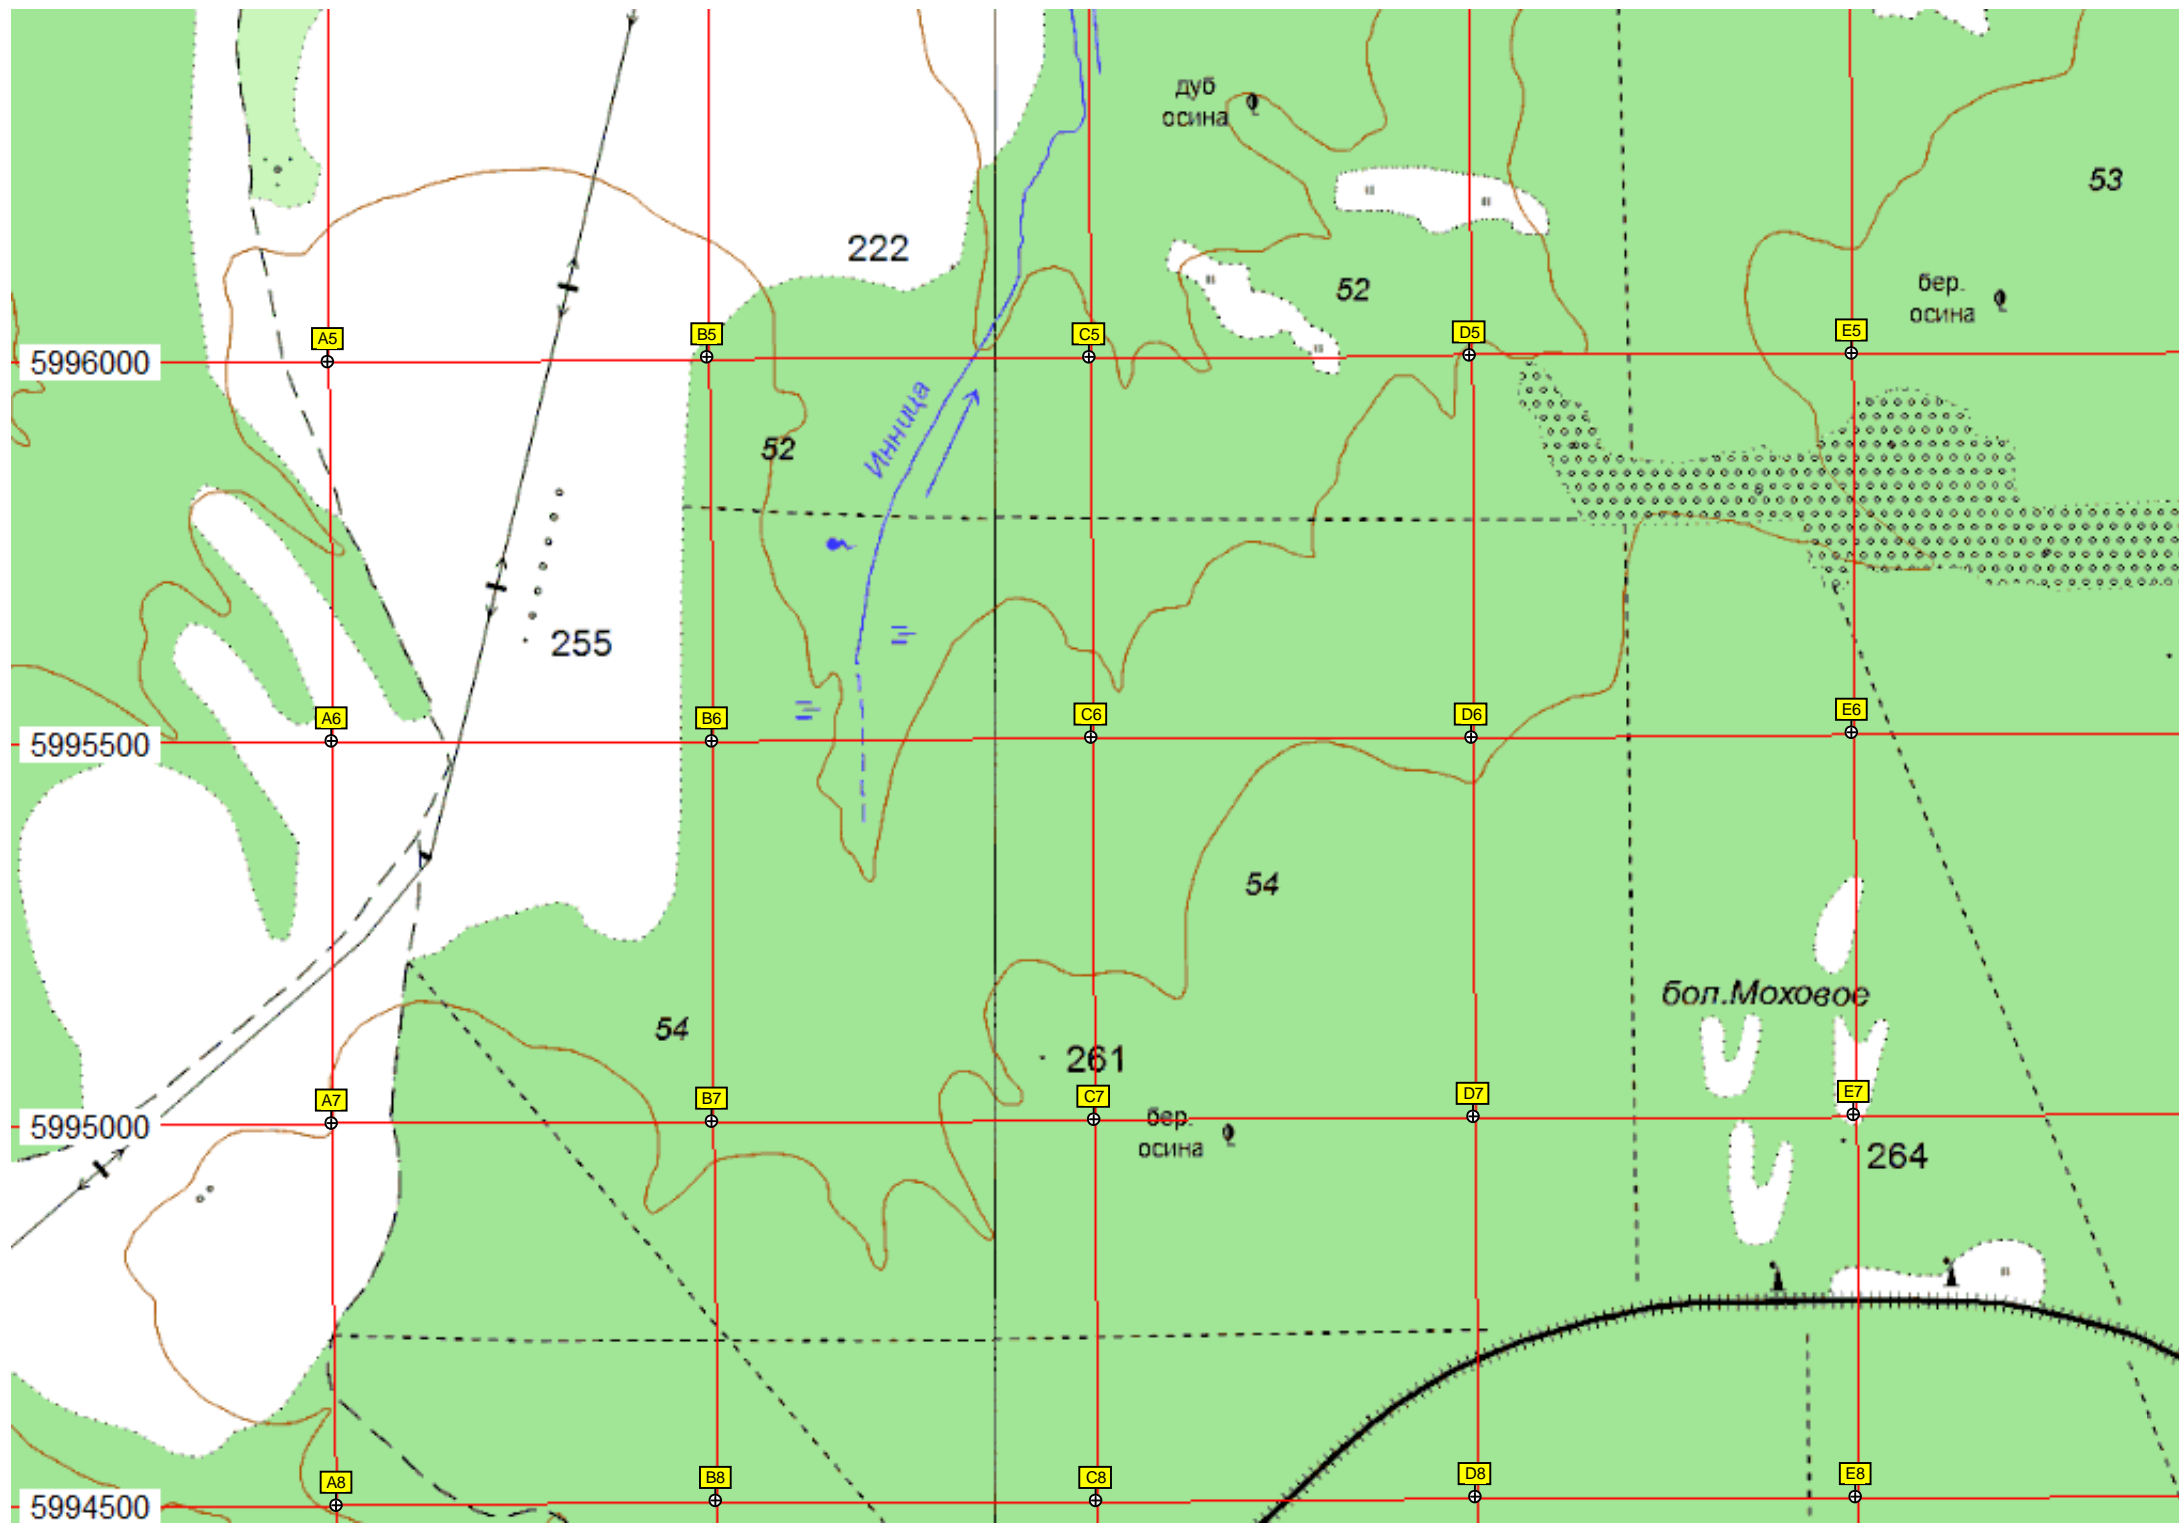 дуб
осина
53
222
52
бер.
осина
A5
B5
C5
D5
E5
5996000
Инница
52
255
A6
B6
C6
D6
E6
5995500
54
бол.Моховое
54
261
A7
B7
C7
D7
E7
5995000
бер.
осина
264
A8
B8
C8
D8
E8
5994500